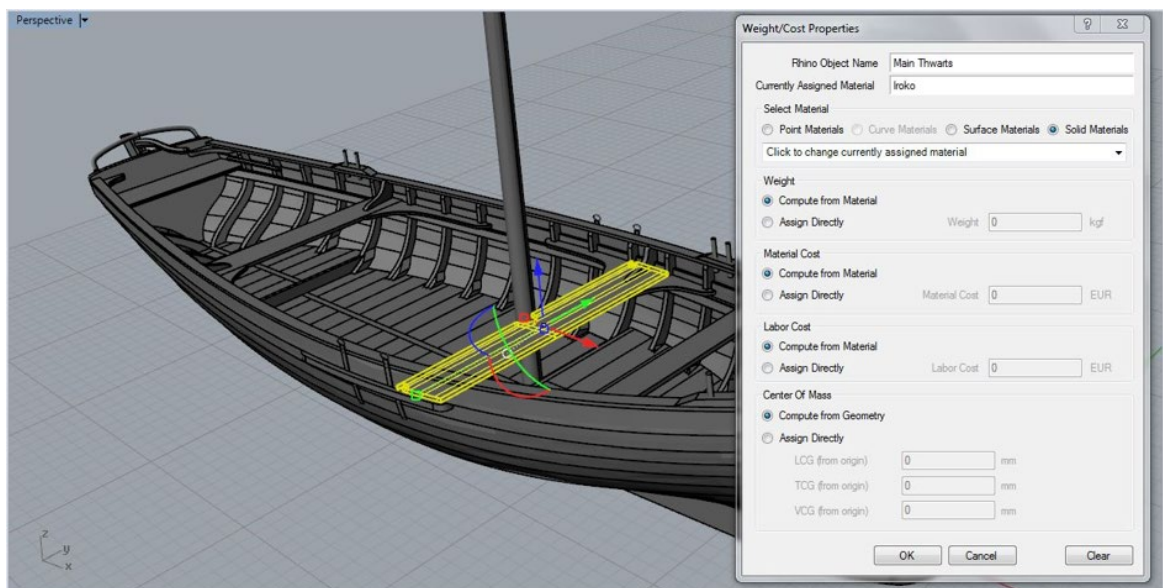 Perspective
Weight/Cost Properties
Rhino Object Name Main Thwarts
Currently Assigned Material Iroko
Select Material
Point Materials Curve Materials Surface Materials Solid Materials
Click to change currently assigned material
Weight
Compute from Material
Assign Directly Weight 0 kgf
Material Cost
Compute from Material
Assign Directly Material Cost 0 EUR
Labor Cost
Compute from Material
Assign Directly Labor Cost 0 EUR
Center Of Mass
Compute from Geometry
Assign Directly
LCG (from origin) 0 mm
TCG (from origin) 0 mm
VCG (from origin) 0 mm
OK Cancel Clear
z
y
x